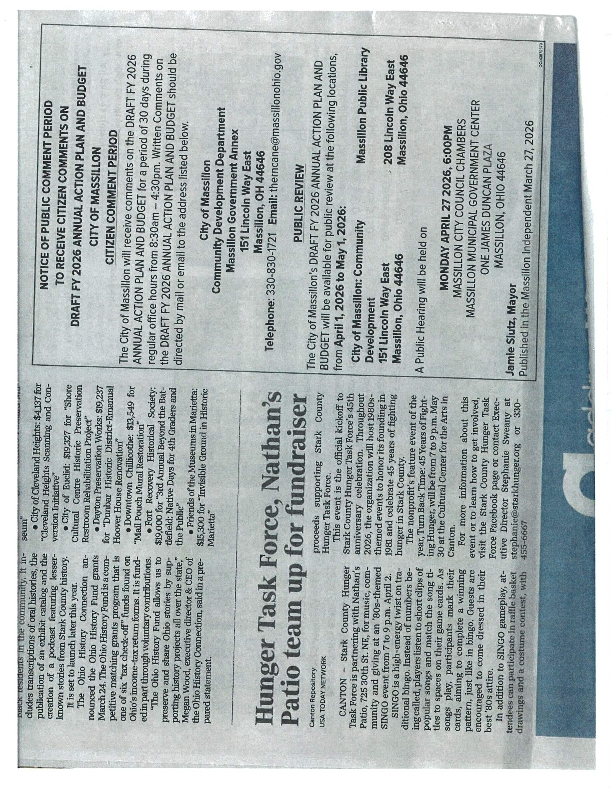 residents in the community. It in-
cludes transcriptions of oral histories, the
publication of an exhibit catalog and the
creation of a podcast featuring lesser-
known stories from Stark County history.
It is set to launch later this year.
The Ohio History Connection an-
nounced the Ohio History Fund grants
March 24. The Ohio History Fund is a com-
petitive matching grants program that is
one of six "tax check-off" funds found on
Ohio's income-tax return forms. It is fund-
ed in part through voluntary contributions.
"The Ohio History Fund allows us to
preserve and share Ohio stories by sup-
porting history projects all over the state,"
Megan Wood, executive director & CEO of
the Ohio History Connection, said in a pre-
pared statement.
seum"
• City of Cleveland Heights: $4,137 for
"Cleveland Heights Scanning and Con-
version Initiative"
• City of Euclid: $19,327 for "Shore
Cultural Centre Historic Preservation
Restroom Rehabilitation Project"
• Dayton Preservation Works: $19,237
for "Dunbar Historic District-Emanual
Hoover House Renovation"
• Downtown Chillicothe: $13,549 for
"Mail Pouch Mural Restoration"
• Fort Recovery Historical Society:
$19,000 for "3rd Annual Beyond the Bat-
tlefield: Active Days for 4th Graders and
the Public"
• Friends of the Museums in Marietta:
$15,300 for "Invisible Ground in Historic
Marietta"
Hunger Task Force, Nathan's
Patio team up for fundraiser
Canton Repository
USA TODAY NETWORK
CANTON – Stark County Hunger
Task Force is partnering with Nathan's
Patio, 725 30th St. NE, for music, com-
munity and giving at an '80s-themed
SINGO event from 7 to 9 p.m. April 2.
SINGO is a high-energy twist on tra-
ditional bingo. Instead of numbers be-
ing called, players listen to short clips of
popular songs and match the song ti-
tles to spaces on their game cards. As
songs play, participants mark their
cards, aiming to complete a winning
pattern, just like in bingo. Guests are
encouraged to come dressed in their
best '80s attire.
In addition to SINGO gameplay, at-
tendees can participate in raffle basket
drawings and a costume contest, with
proceeds supporting Stark County
Hunger Task Force.
This event is the official kickoff to
Stark County Hunger Task Force's 45th
anniversary celebration. Throughout
2026, the organization will host 1980s-
themed events to honor its founding in
1981 and celebrate 45 years of fighting
hunger in Stark County.
The nonprofit's feature event of the
year, Turn Back Time: 45 Years of Fight-
ing Hunger, will be from 7 to 9 p.m. May
30 at the Cultural Center for the Arts in
Canton.
For more information about this
event or to learn how to get involved,
visit the Stark County Hunger Task
Force Facebook page or contact Exec-
utive Director Stephanie Sweany at
stephanie@starkhunger.org or 330-
455-6667
NOTICE OF PUBLIC COMMENT PERIOD
TO RECEIVE CITIZEN COMMENTS ON
DRAFT FY 2026 ANNUAL ACTION PLAN AND BUDGET
CITY OF MASSILLON
CITIZEN COMMENT PERIOD
The City of Massillon will receive comments on the DRAFT FY 2026
ANNUAL ACTION PLAN AND BUDGET for a period of 30 days during
regular office hours from 8:30am – 4:30pm. Written Comments on
the DRAFT FY 2026 ANNUAL ACTION PLAN AND BUDGET should be
directed by mail or email to the address listed below.
City of Massillon
Community Development Department
Massillon Government Annex
151 Lincoln Way East
Massillon, OH 44646
Telephone: 330-830-1721 Email: therncane@massillonohio.gov
PUBLIC REVIEW
The City of Massillon's DRAFT FY 2026 ANNUAL ACTION PLAN AND
BUDGET will be available for public review at the following locations,
from April 1, 2026 to May 1, 2026:
City of Massillon: Community Massillon Public Library
Development
151 Lincoln Way East 208 Lincoln Way East
Massillon, Ohio 44646 Massillon, Ohio 44646
A Public Hearing will be held on
MONDAY APRIL 27 2026, 6:00PM
MASSILLON CITY COUNCIL CHAMBERS
MASSILLON MUNICIPAL GOVERNMENT CENTER
ONE JAMES DUNCAN PLAZA
MASSILLON, OHIO 44646
Jamie Slutz, Mayor
Published in the Massillon Independent March 27, 2026